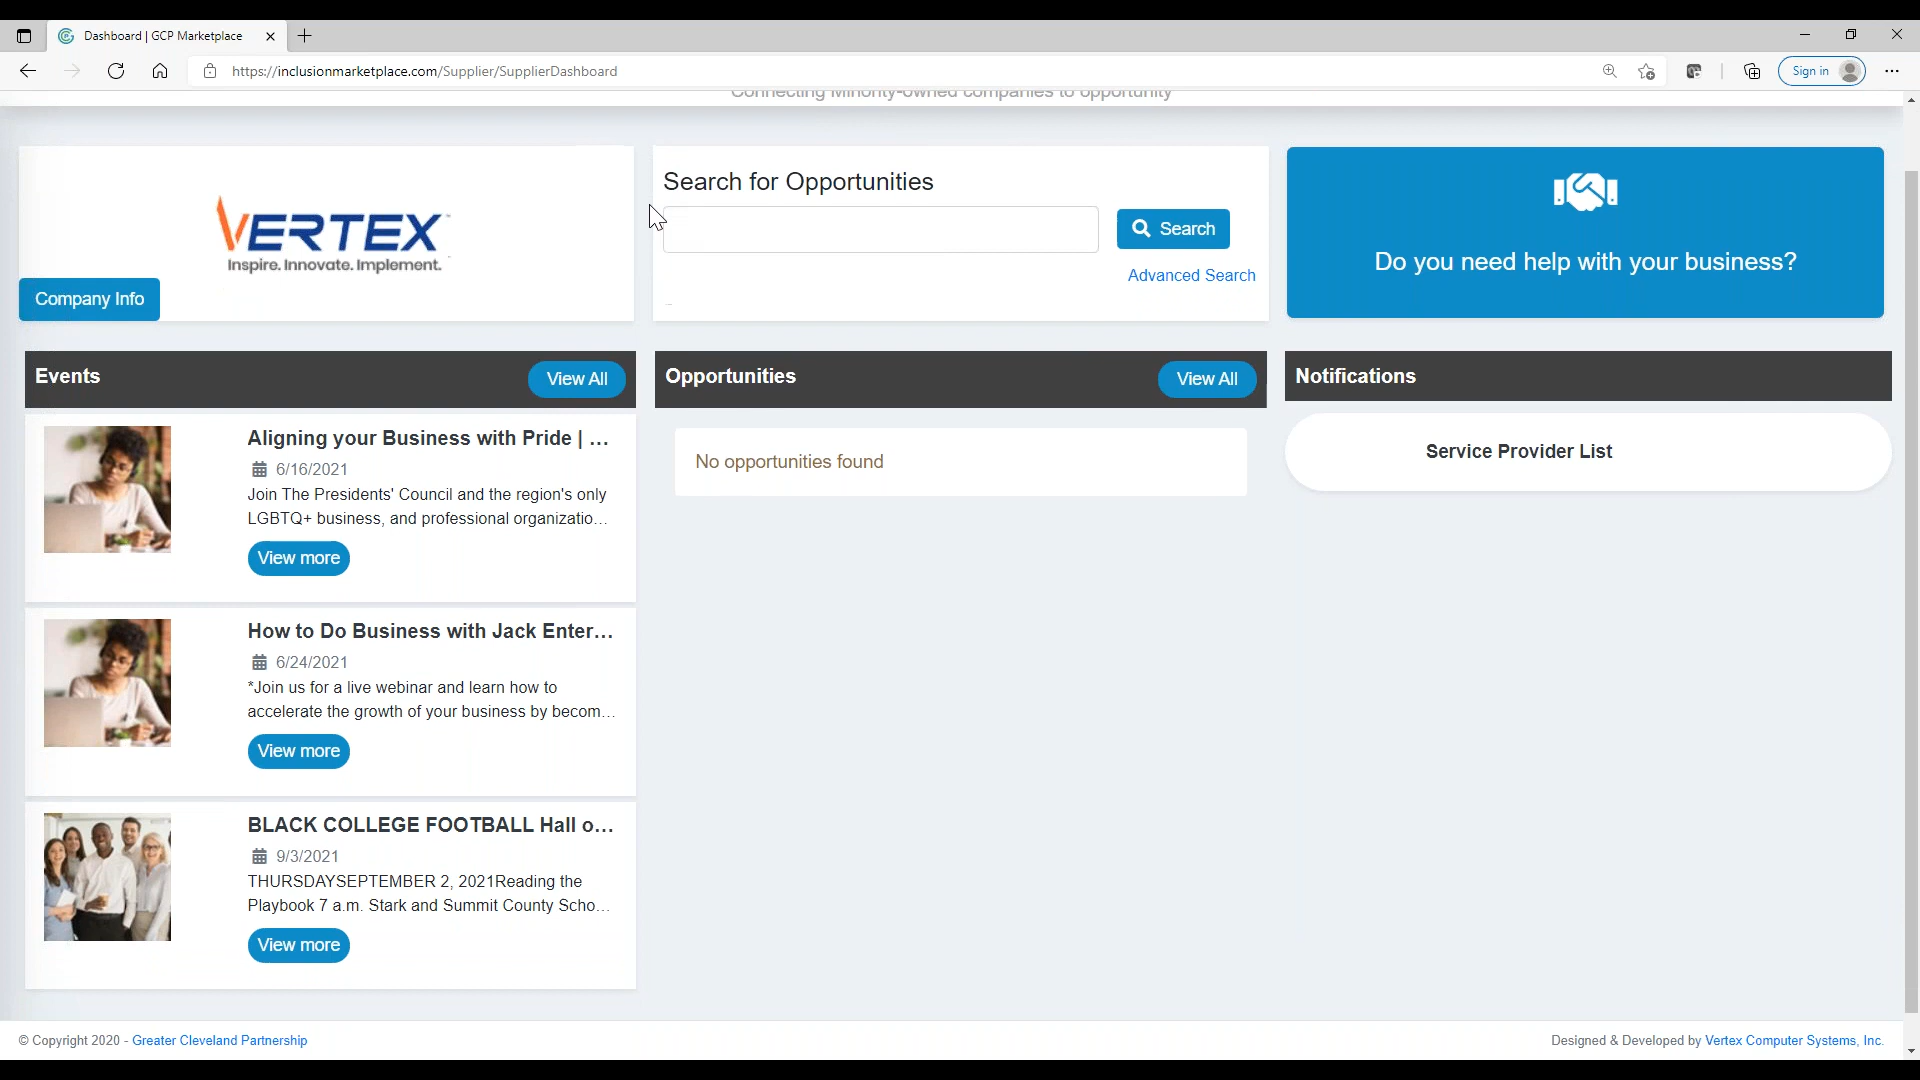 Dashboard | GCP Marketplace
https://inclusionmarketplace.com/Supplier/SupplierDashboard
Sign in
Connecting Minority-owned companies to opportunity
VERTEX
Inspire. Innovate. Implement.
Company Info
Search for Opportunities
Search
Advanced Search
Do you need help with your business?
Events
View All
Aligning your Business with Pride | ...
6/16/2021
Join The Presidents' Council and the region's only
LGBTQ+ business, and professional organizatio...
View more
How to Do Business with Jack Enter...
6/24/2021
*Join us for a live webinar and learn how to
accelerate the growth of your business by becom...
View more
BLACK COLLEGE FOOTBALL Hall o...
9/3/2021
THURSDAYSEPTEMBER 2, 2021Reading the
Playbook 7 a.m. Stark and Summit County Scho...
View more
Opportunities
View All
No opportunities found
Notifications
Service Provider List
© Copyright 2020 - Greater Cleveland Partnership
Designed & Developed by Vertex Computer Systems, Inc.